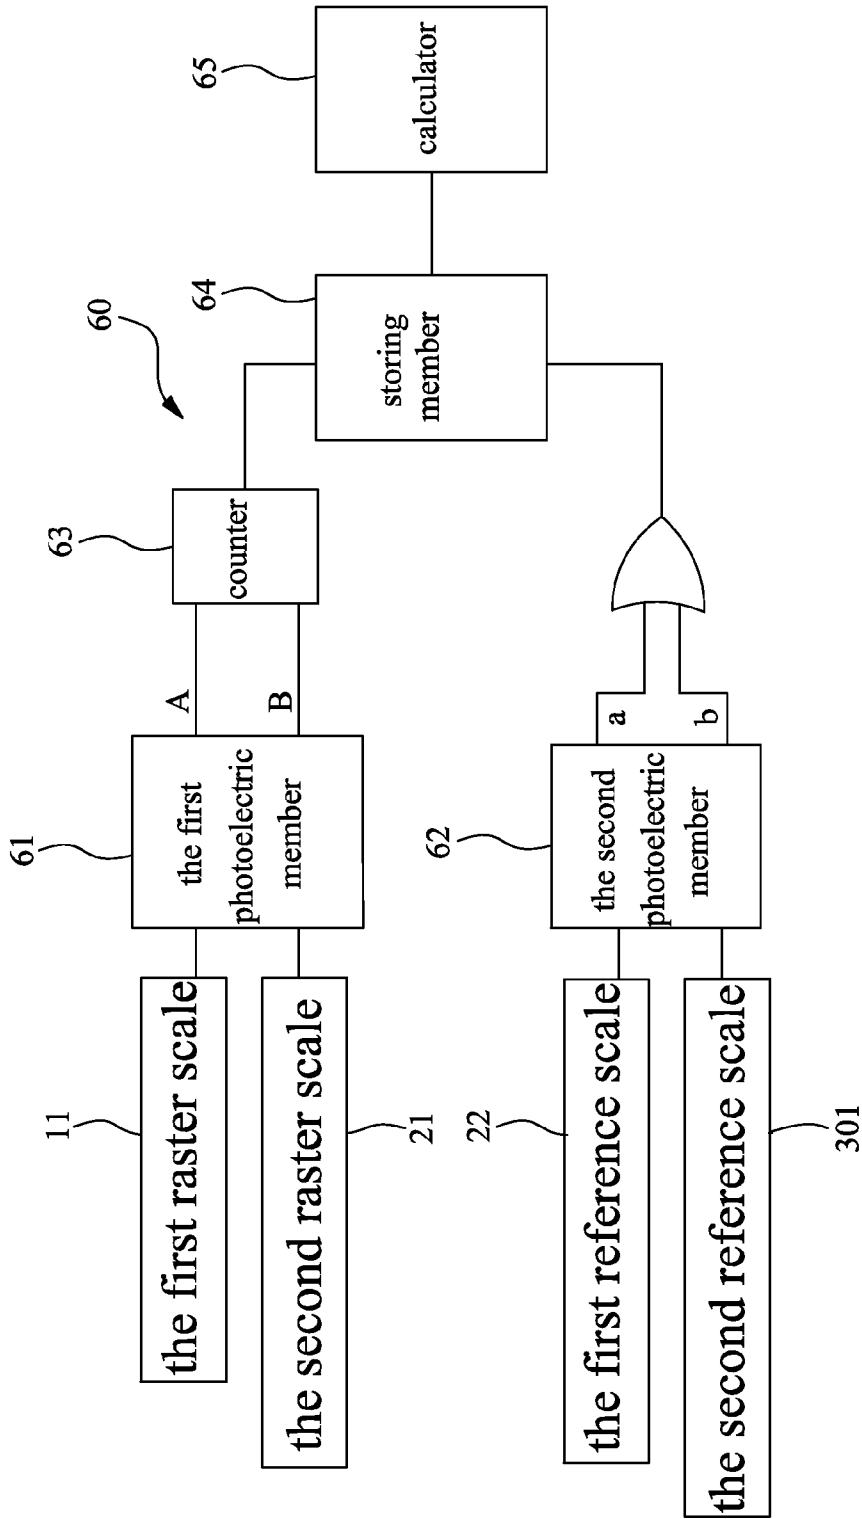 60
11
the first raster scale
61
the first
photoelectric
member
A
B
63
counter
64
storing
member
65
calculator
21
the second raster scale
22
the first reference scale
62
the second
photoelectric
member
a
b
301
the second reference scale